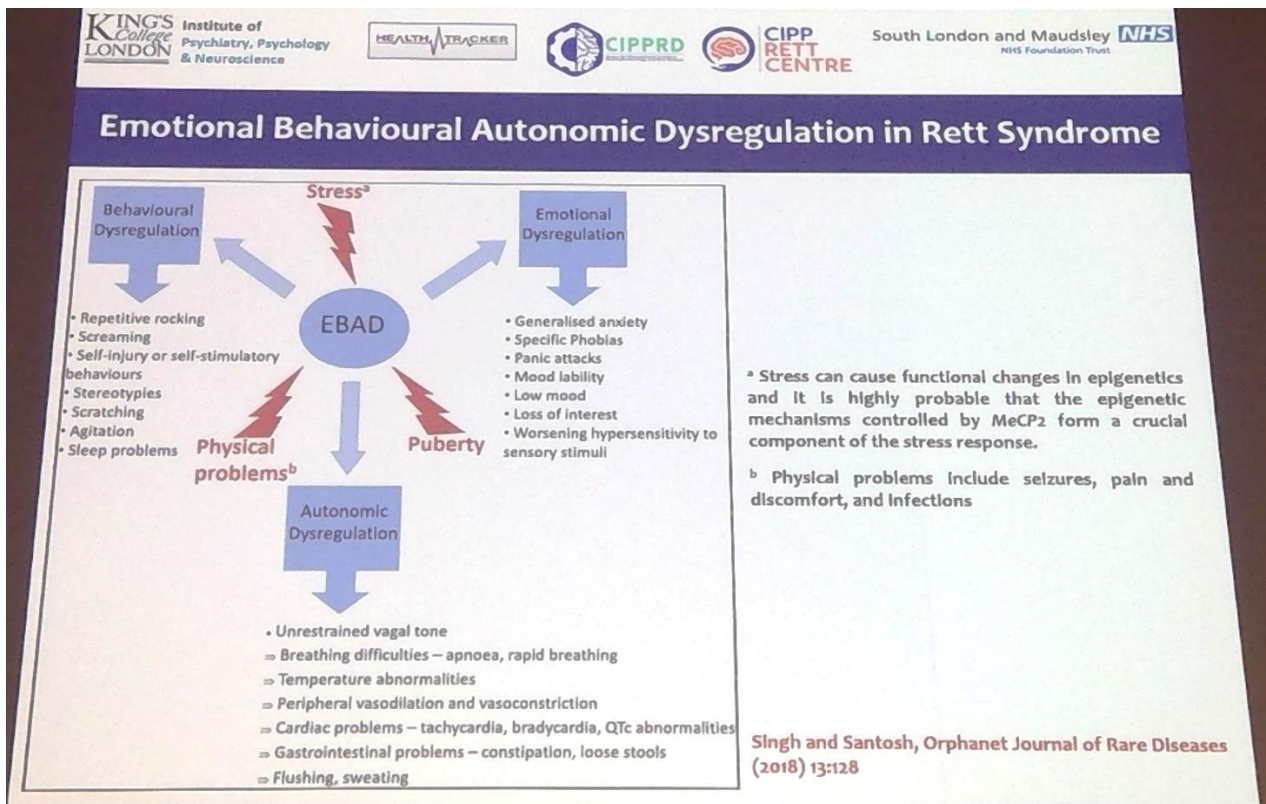 KING'S
College
LONDON
Institute of
Psychiatry, Psychology
& Neuroscience
HEALTH TRACKER
CIPPRD
CIPP
RETT
CENTRE
South London and Maudsley NHS
NHS Foundation Trust
Emotional Behavioural Autonomic Dysregulation in Rett Syndrome
Stressᵃ
Behavioural
Dysregulation
Emotional
Dysregulation
EBAD
• Repetitive rocking
• Screaming
• Self-injury or self-stimulatory
behaviours
• Stereotypies
• Scratching
• Agitation
• Sleep problems
• Generalised anxiety
• Specific Phobias
• Panic attacks
• Mood lability
• Low mood
• Loss of interest
• Worsening hypersensitivity to
sensory stimuli
Physical
problemsᵇ
Puberty
Autonomic
Dysregulation
• Unrestrained vagal tone
⇒ Breathing difficulties – apnoea, rapid breathing
⇒ Temperature abnormalities
⇒ Peripheral vasodilation and vasoconstriction
⇒ Cardiac problems – tachycardia, bradycardia, QTc abnormalities
⇒ Gastrointestinal problems – constipation, loose stools
⇒ Flushing, sweating
ᵃ Stress can cause functional changes in epigenetics
and it is highly probable that the epigenetic
mechanisms controlled by MeCP2 form a crucial
component of the stress response.
ᵇ Physical problems include seizures, pain and
discomfort, and infections
Singh and Santosh, Orphanet Journal of Rare Diseases
(2018) 13:128